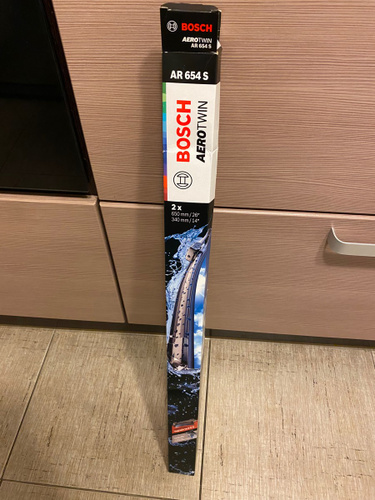 BOSCH
AEROTWIN
AR 654 S
AR 654 S
BOSCH
AEROTWIN
2 x
650 mm / 26"
340 mm / 14"